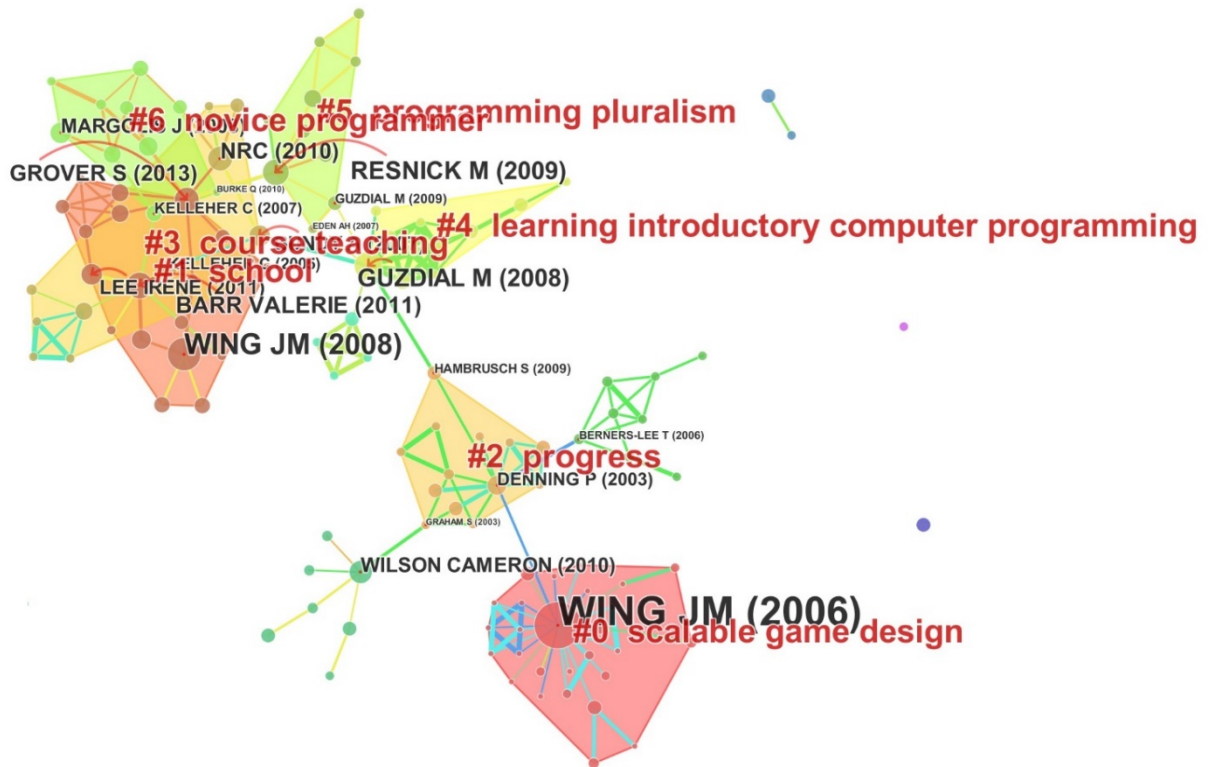 #5 programming pluralism
#6 novice programmer
NRC (2010)
GROVER S (2013)
RESNICK M (2009)
BURKE Q (2010)
GUZDIAL M (2009)
KELLEHER C (2007)
EDEN AH (2007)
#4 learning introductory computer programming
#3 course teaching
#1 school
GUZDIAL M (2008)
LEE IRENE (2011)
BARR VALERIE (2011)
WING JM (2008)
HAMBRUSCH S (2009)
BERNERS-LEE T (2006)
#2 progress
DENNING P (2003)
GRAHAM S (2003)
WILSON CAMERON (2010)
WING JM (2006)
#0 scalable game design